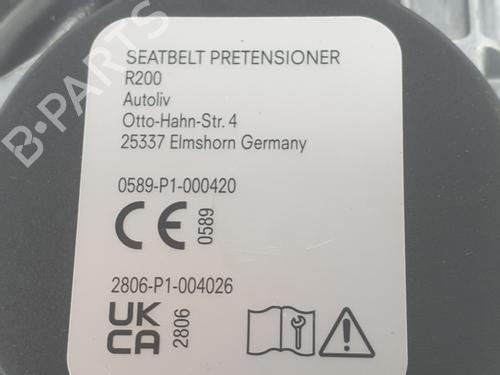 B-PARTS
SEATBELT PRETENSIONER
R200
Autoliv
Otto-Hahn-Str. 4
25337 Elmshorn Germany
0589-P1-000420
CE 0589
2806-P1-004026
UK
CA 2806